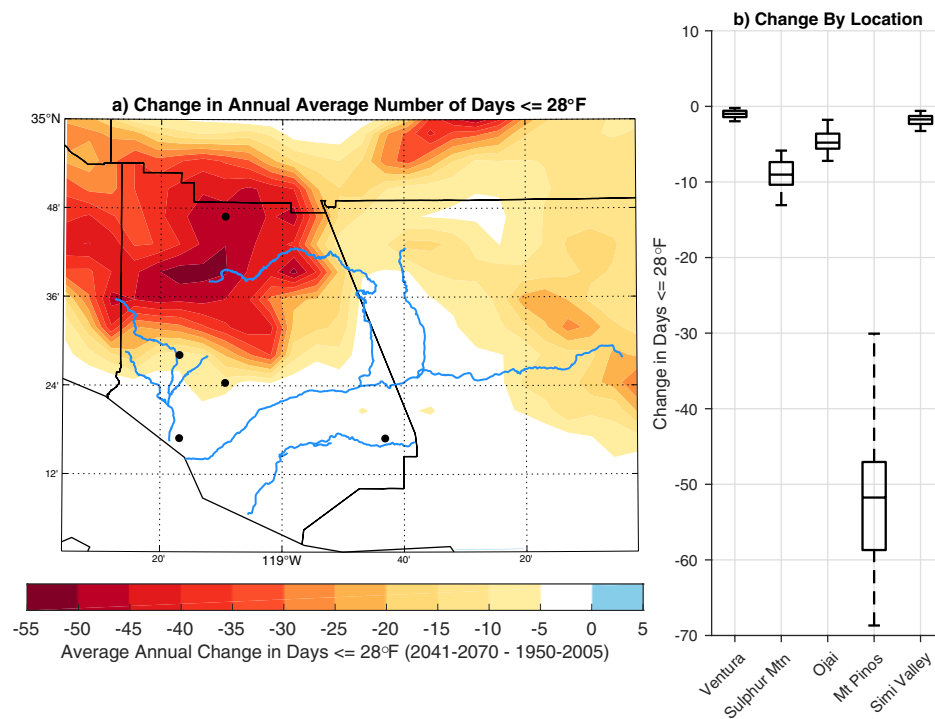 a) Change in Annual Average Number of Days <= 28°F
35°N
48'
36'
24'
12'
20'
119°W
40'
20'
-55 -50 -45 -40 -35 -30 -25 -20 -15 -10 -5 0 5
Average Annual Change in Days <= 28°F (2041-2070 - 1950-2005)
b) Change By Location
Change in Days <= 28°F
10
0
-10
-20
-30
-40
-50
-60
-70
Ventura
Sulphur Mtn
Ojai
Mt Pinos
Simi Valley